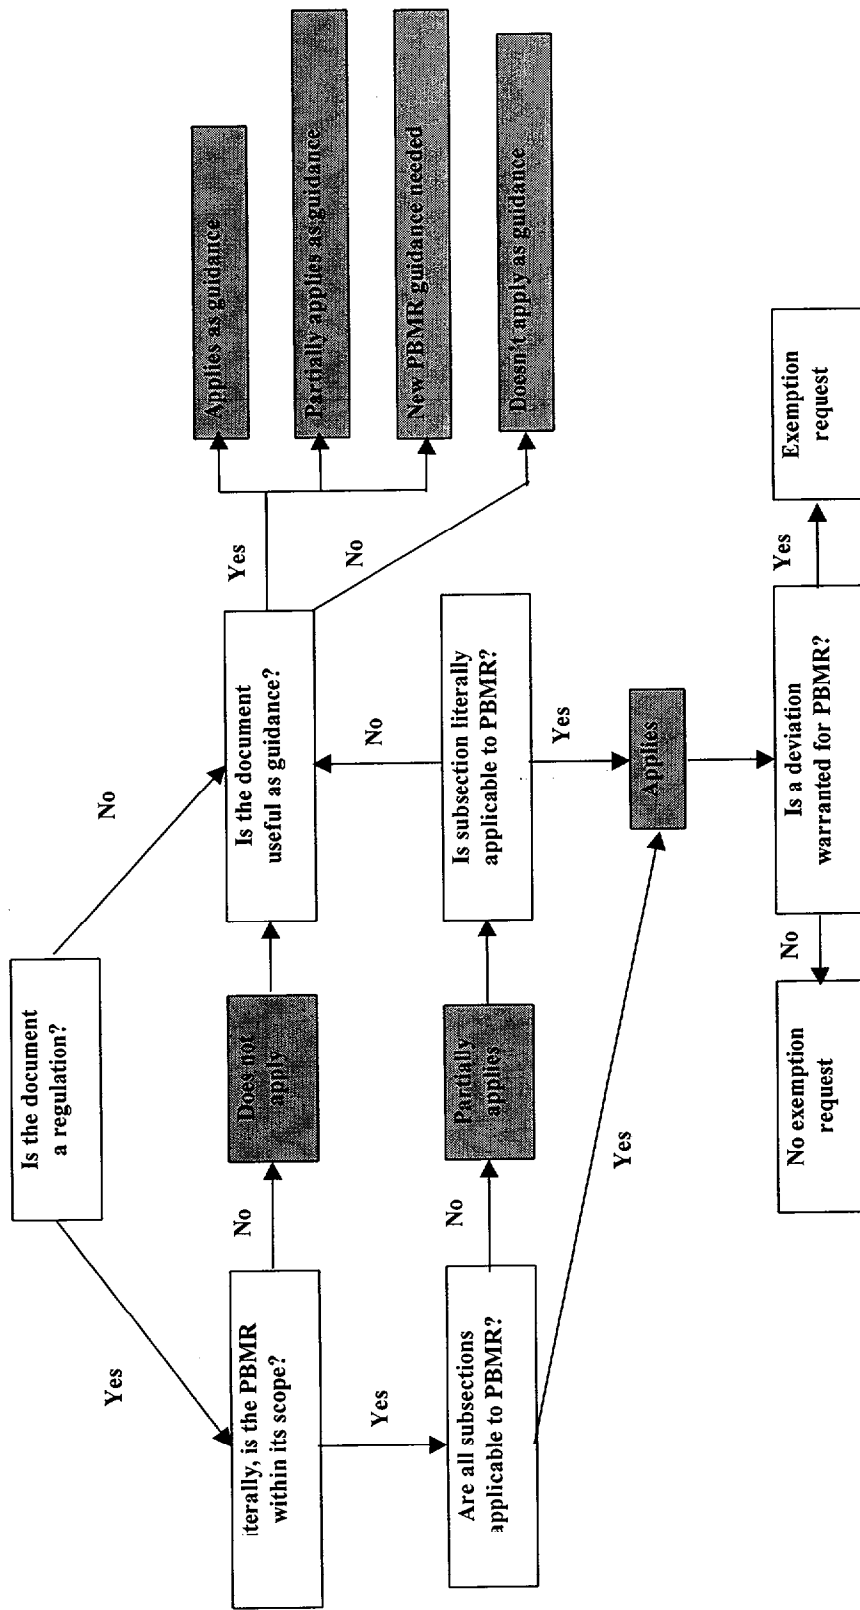 Is the document
a regulation?
Yes
No
iterally, is the PBMR
within its scope?
No
Does not
apply
Is the document
useful as guidance?
Yes
No
Applies as guidance
Partially applies as guidance
New PBMR guidance needed
Doesn't apply as guidance
Yes
No
Are all subsections
applicable to PBMR?
No
Partially
applies
Is subsection literally
applicable to PBMR?
Yes
Yes
Applies
No exemption
request
No
Is a deviation
warranted for PBMR?
Yes
Exemption
request